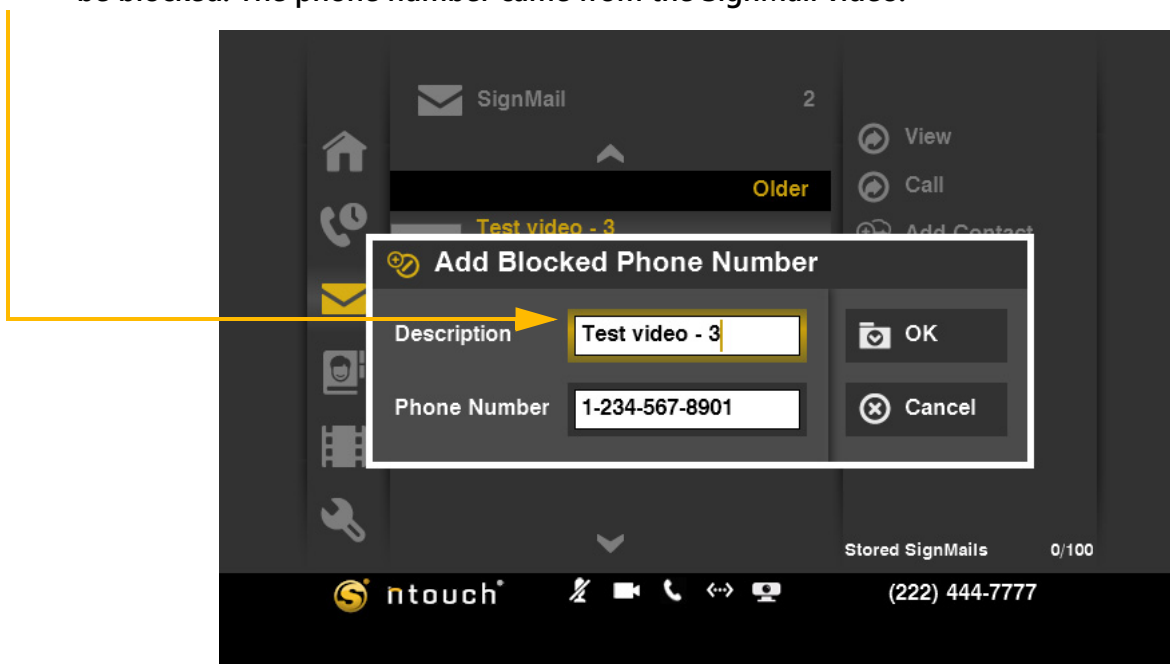 be blocked. The phone number came from the SignMail video.
SignMail 2
View
Older
Call
Test video - 3
Add Contact
Add Blocked Phone Number
Description Test video - 3 OK
Phone Number 1-234-567-8901 Cancel
Stored SignMails 0/100
ntouch (222) 444-7777